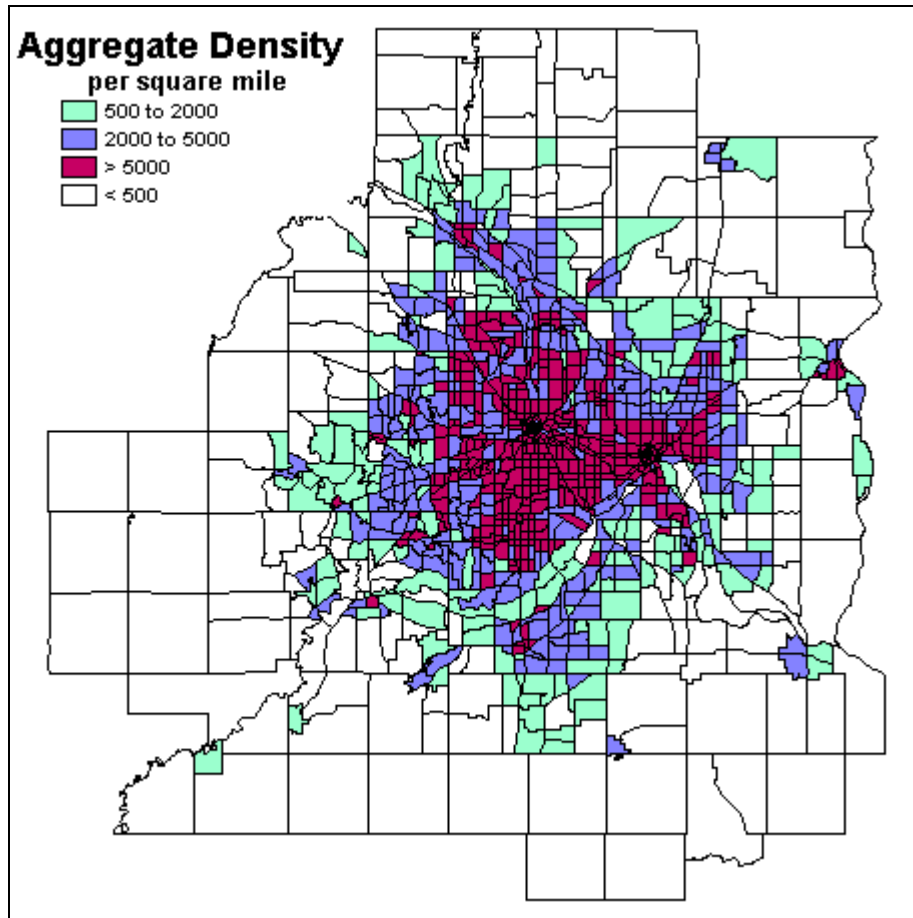 Aggregate Density
per square mile
500 to 2000
2000 to 5000
> 5000
< 500